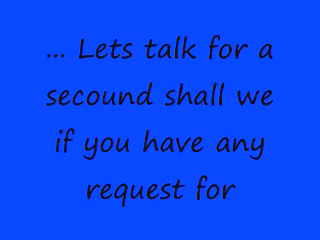 ... Lets talk for a
secound shall we
if you have any
request for